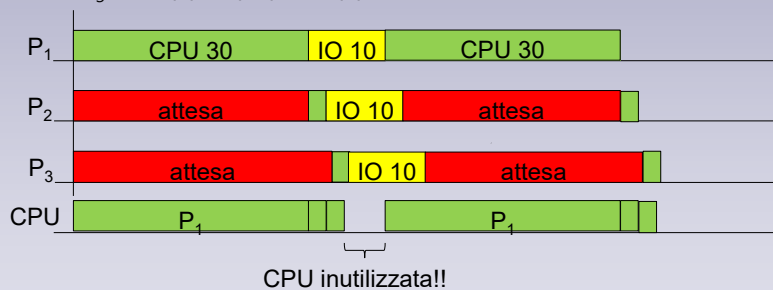 P1 CPU 30 IO 10 CPU 30
P2 attesa IO 10 attesa
P3 attesa IO 10 attesa
CPU P1 P1
CPU inutilizzata!!